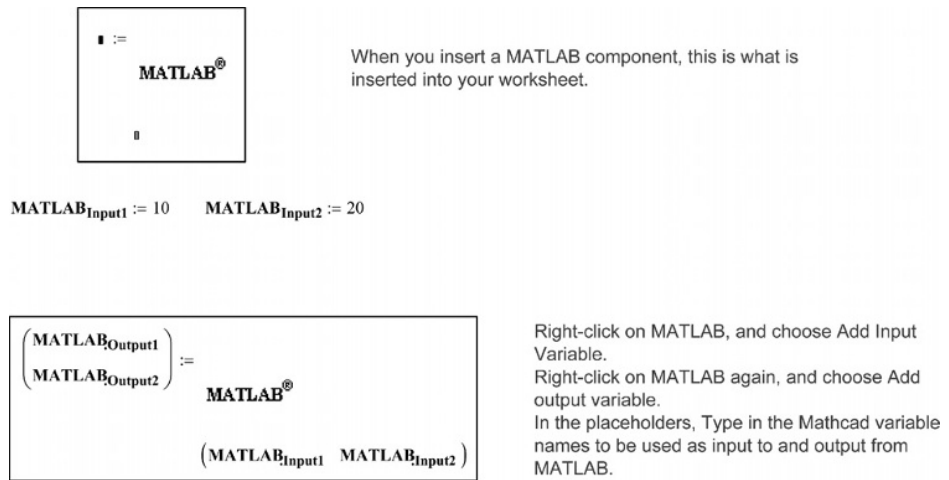 :=
MATLAB®
When you insert a MATLAB component, this is what is
inserted into your worksheet.
MATLAB_Input1 := 10 MATLAB_Input2 := 20
(MATLAB_Output1
MATLAB_Output2) :=
MATLAB®
(MATLAB_Input1 MATLAB_Input2)
Right-click on MATLAB, and choose Add Input
Variable.
Right-click on MATLAB again, and choose Add
output variable.
In the placeholders, Type in the Mathcad variable
names to be used as input to and output from
MATLAB.